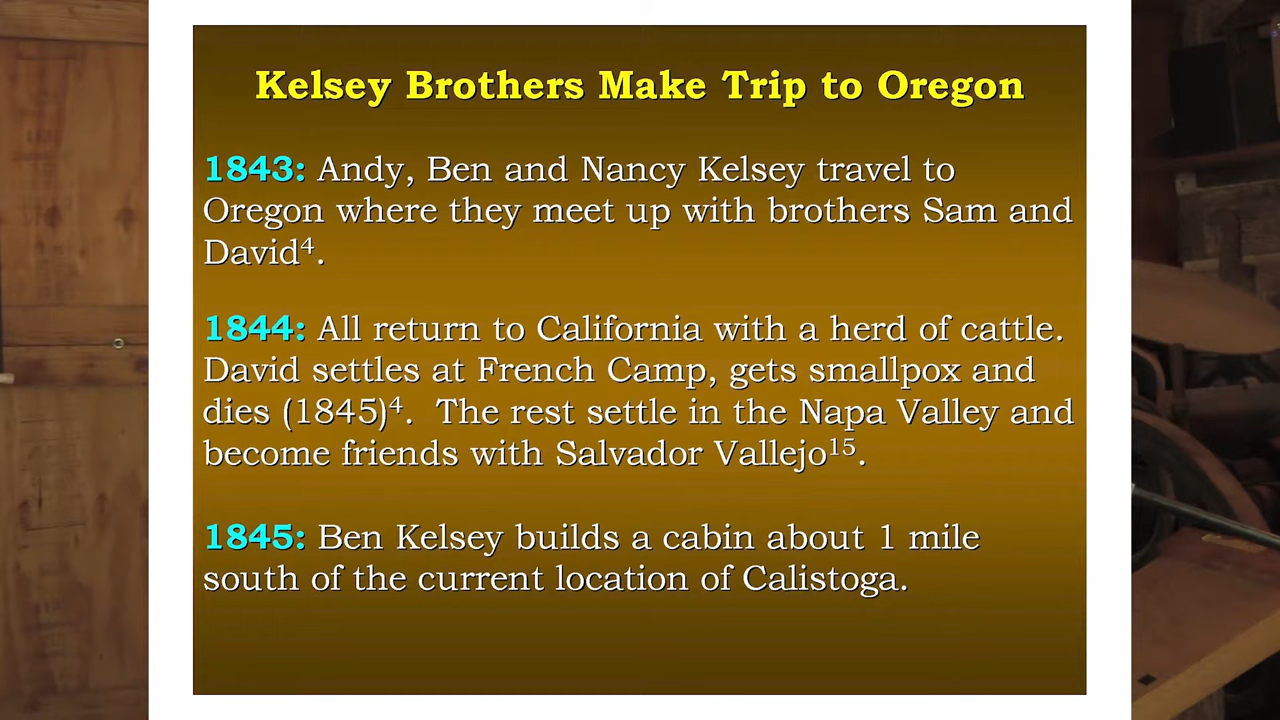 Kelsey Brothers Make Trip to Oregon
1843: Andy, Ben and Nancy Kelsey travel to
Oregon where they meet up with brothers Sam and
David⁴.
1844: All return to California with a herd of cattle.
David settles at French Camp, gets smallpox and
dies (1845)⁴.  The rest settle in the Napa Valley and
become friends with Salvador Vallejo¹⁵.
1845: Ben Kelsey builds a cabin about 1 mile
south of the current location of Calistoga.